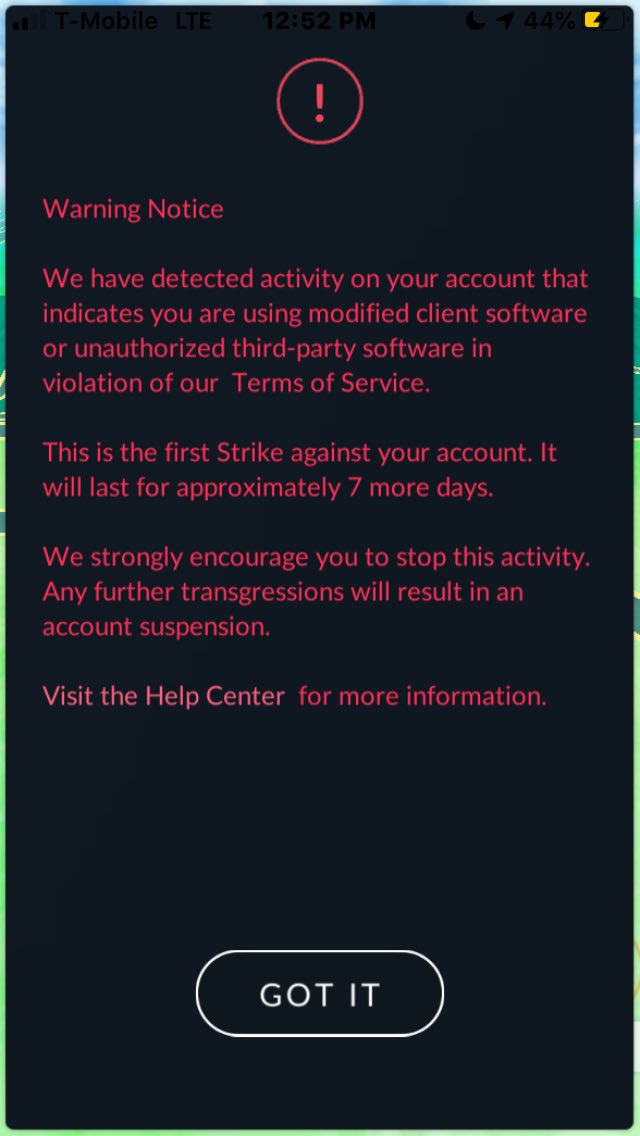 T-Mobile LTE 12:52 PM 44%
Warning Notice
We have detected activity on your account that
indicates you are using modified client software
or unauthorized third-party software in
violation of our Terms of Service.
This is the first Strike against your account. It
will last for approximately 7 more days.
We strongly encourage you to stop this activity.
Any further transgressions will result in an
account suspension.
Visit the Help Center for more information.
GOT IT